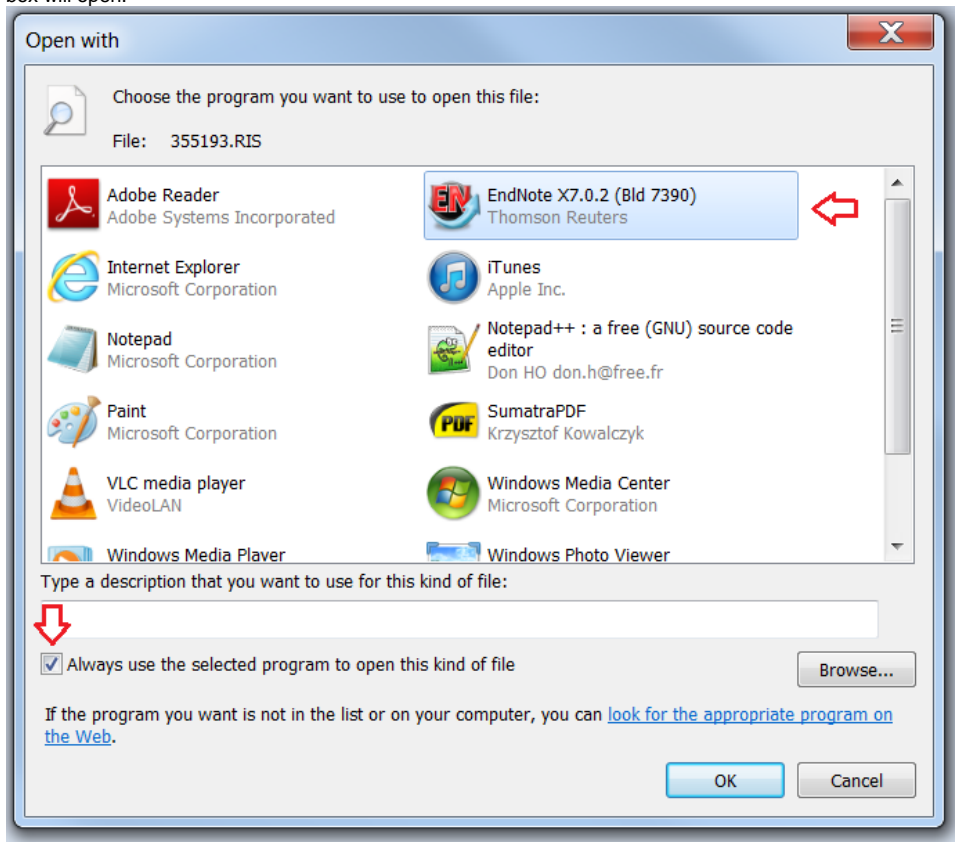 box will open.
Open with
Choose the program you want to use to open this file:
File: 355193.RIS
Adobe Reader
Adobe Systems Incorporated
EN
EndNote X7.0.2 (Bld 7390)
Thomson Reuters
Internet Explorer
Microsoft Corporation
iTunes
Apple Inc.
Notepad
Microsoft Corporation
Notepad++ : a free (GNU) source code
editor
Don HO don.h@free.fr
Paint
Microsoft Corporation
PDF
SumatraPDF
Krzysztof Kowalczyk
VLC media player
VideoLAN
Windows Media Center
Microsoft Corporation
Windows Media Player
Windows Photo Viewer
Type a description that you want to use for this kind of file:
Always use the selected program to open this kind of file
Browse...
If the program you want is not in the list or on your computer, you can look for the appropriate program on
the Web.
OK
Cancel